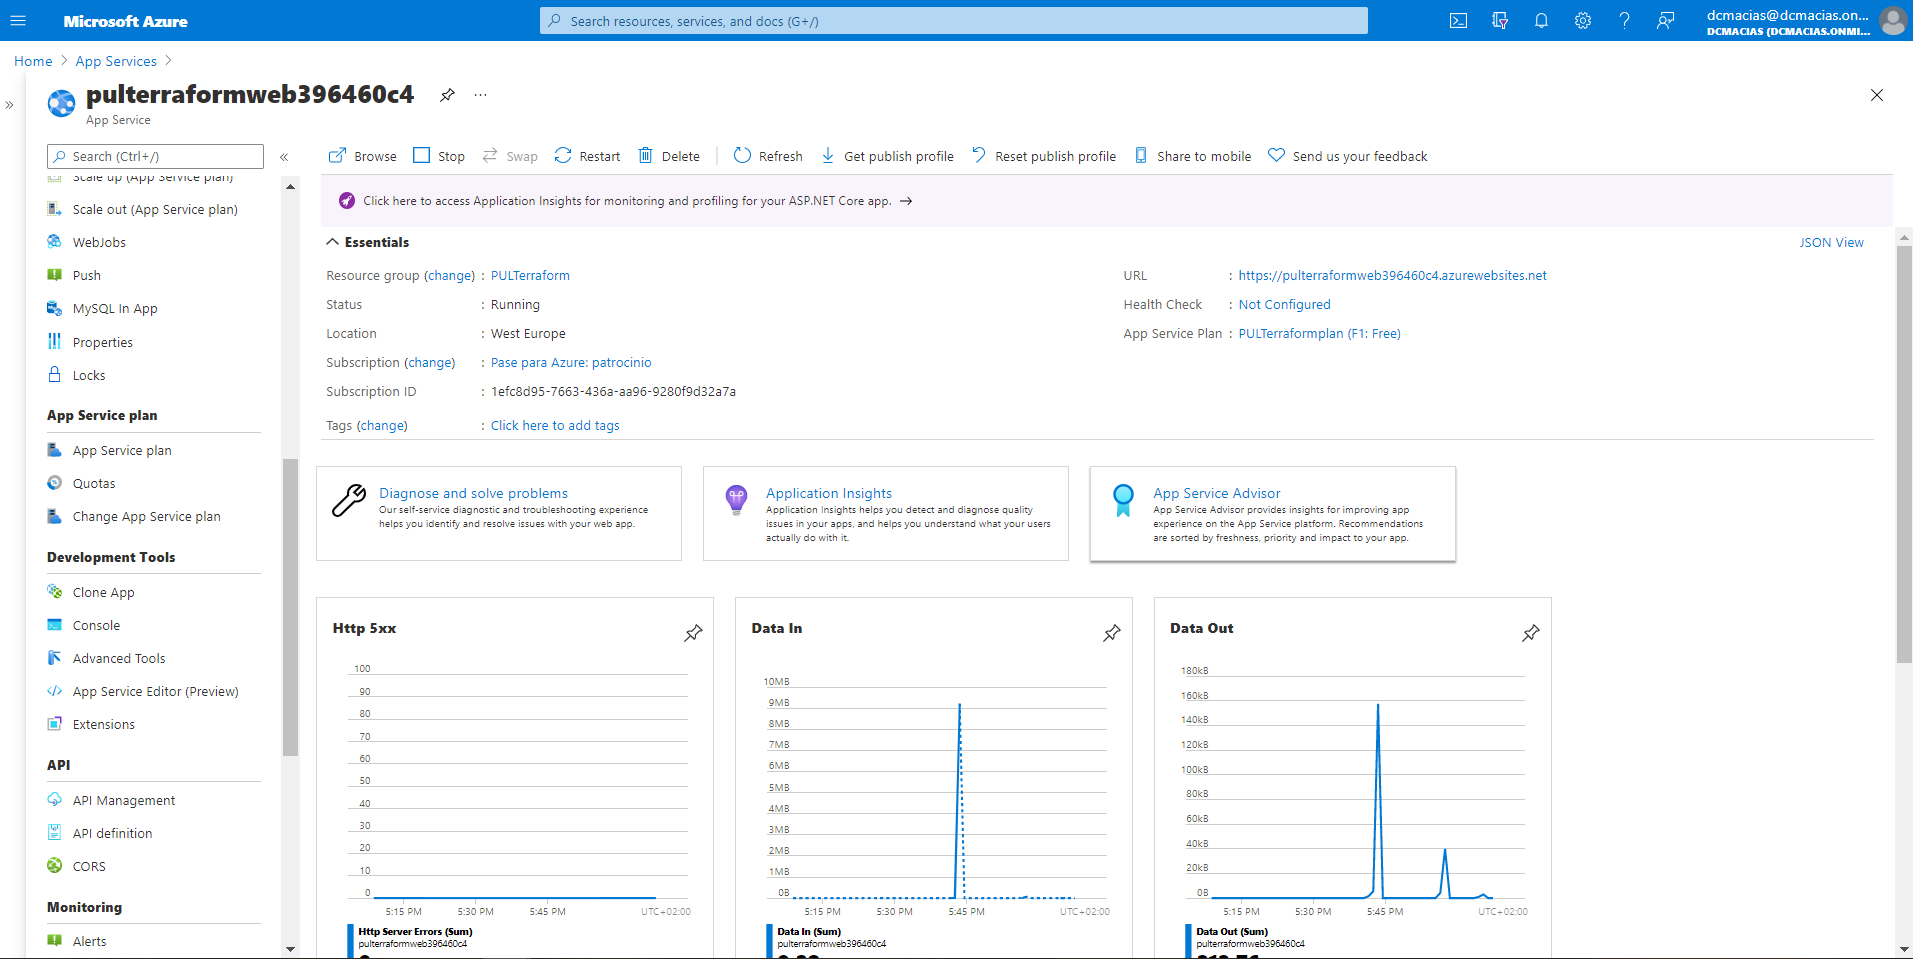 Microsoft Azure
Search resources, services, and docs (G+/)
dcmacias@dcmacias.on...
DCMACIAS (DCMACIAS.ONMI...
Home > App Services >
pulterraformweb396460c4
App Service
Search (Ctrl+/)
Browse Stop Swap Restart Delete Refresh Get publish profile Reset publish profile Share to mobile Send us your feedback
Scale up (App Service plan)
Scale out (App Service plan)
WebJobs
Push
MySQL In App
Properties
Locks
App Service plan
App Service plan
Quotas
Change App Service plan
Development Tools
Clone App
Console
Advanced Tools
App Service Editor (Preview)
Extensions
API
API Management
API definition
CORS
Monitoring
Alerts
Click here to access Application Insights for monitoring and profiling for your ASP.NET Core app. →
Essentials
JSON View
Resource group (change) : PULTerraform
Status : Running
Location : West Europe
Subscription (change) : Pase para Azure: patrocinio
Subscription ID : 1efc8d95-7663-436a-aa96-9280f9d32a7a
Tags (change) : Click here to add tags
URL : https://pulterraformweb396460c4.azurewebsites.net
Health Check : Not Configured
App Service Plan : PULTerraformplan (F1: Free)
Diagnose and solve problems
Our self-service diagnostic and troubleshooting experience
helps you identify and resolve issues with your web app.
Application Insights
Application Insights helps you detect and diagnose quality
issues in your apps, and helps you understand what your users
actually do with it.
App Service Advisor
App Service Advisor provides insights for improving app
experience on the App Service platform. Recommendations
are sorted by freshness, priority and impact to your app.
Http 5xx
100
90
80
70
60
50
40
30
20
10
0
5:15 PM 5:30 PM 5:45 PM UTC+02:00
Http Server Errors (Sum)
pulterraformweb396460c4
Data In
10MB
9MB
8MB
7MB
6MB
5MB
4MB
3MB
2MB
1MB
0B
5:15 PM 5:30 PM 5:45 PM UTC+02:00
Data In (Sum)
pulterraformweb396460c4
Data Out
180kB
160kB
140kB
120kB
100kB
80kB
60kB
40kB
20kB
0B
5:15 PM 5:30 PM 5:45 PM UTC+02:00
Data Out (Sum)
pulterraformweb396460c4